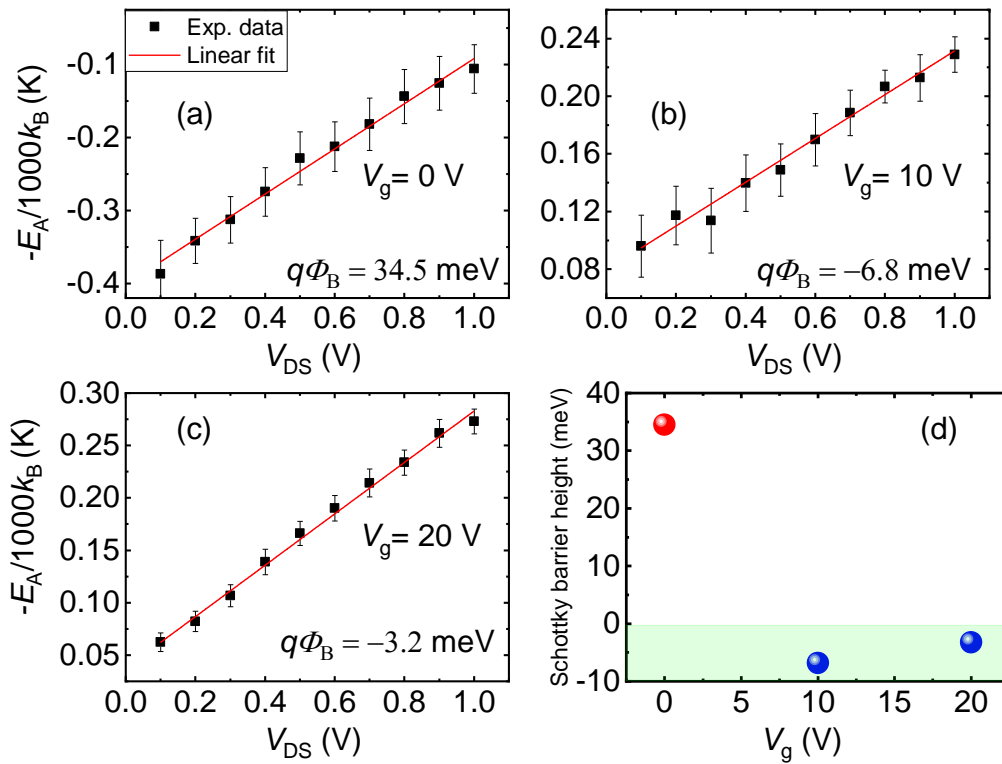 Exp. data
Linear fit
(a)
-E_A/1000k_B (K)
-0.1
-0.2
-0.3
-0.4
V_g= 0 V
qΦ_B = 34.5 meV
0.0 0.2 0.4 0.6 0.8 1.0
V_DS (V)
(b)
0.24
0.20
0.16
0.12
0.08
V_g= 10 V
qΦ_B = −6.8 meV
0.0 0.2 0.4 0.6 0.8 1.0
V_DS (V)
(c)
-E_A/1000k_B (K)
0.30
0.25
0.20
0.15
0.10
0.05
V_g= 20 V
qΦ_B = −3.2 meV
0.0 0.2 0.4 0.6 0.8 1.0
V_DS (V)
(d)
Schottky barrier height (meV)
40
30
20
10
0
-10
0 5 10 15 20
V_g (V)